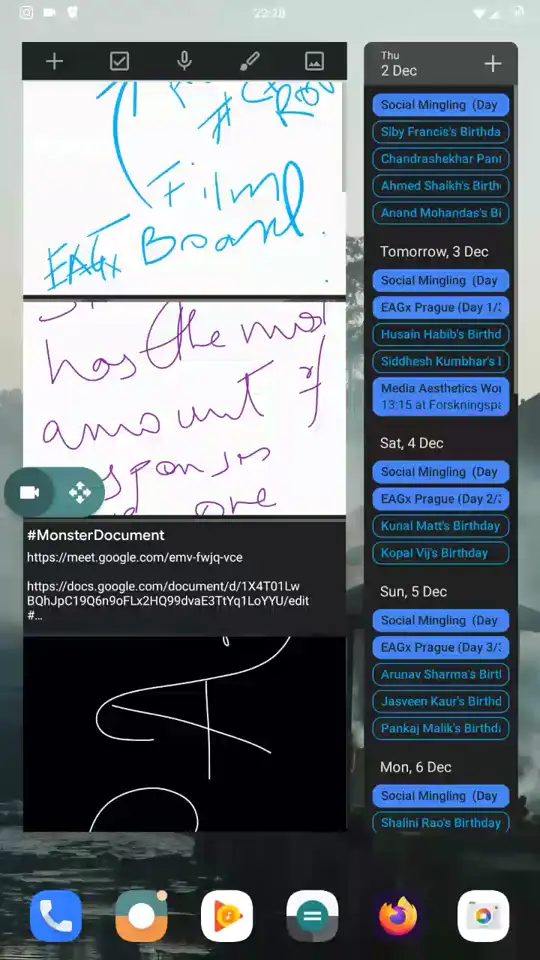 22:28
Film
EAGx Board.
has the most
amount of
#MonsterDocument
https://meet.google.com/emv-fwjq-vce
https://docs.google.com/document/d/1X4T01Lw
BQhJpC19Q6n9oFLx2HQ99dvaE3TtYq1LoYYU/edit
#...
Thu
2 Dec
Social Mingling (Day
Siby Francis's Birthda
Chandrashekhar Pan
Ahmed Shaikh's Birth
Anand Mohandas's Bi
Tomorrow, 3 Dec
Social Mingling (Day
EAGx Prague (Day 1/3
Husain Habib's Birthd
Siddhesh Kumbhar's
Media Aesthetics Wor
13:15 at Forskningspa
Sat, 4 Dec
Social Mingling (Day
EAGx Prague (Day 2/3
Kunal Matt's Birthday
Kopal Vij's Birthday
Sun, 5 Dec
Social Mingling (Day
EAGx Prague (Day 3/3
Arunav Sharma's Birt
Jasveen Kaur's Birthd
Pankaj Malik's Birthda
Mon, 6 Dec
Social Mingling (Day
Shalini Rao's Birthday